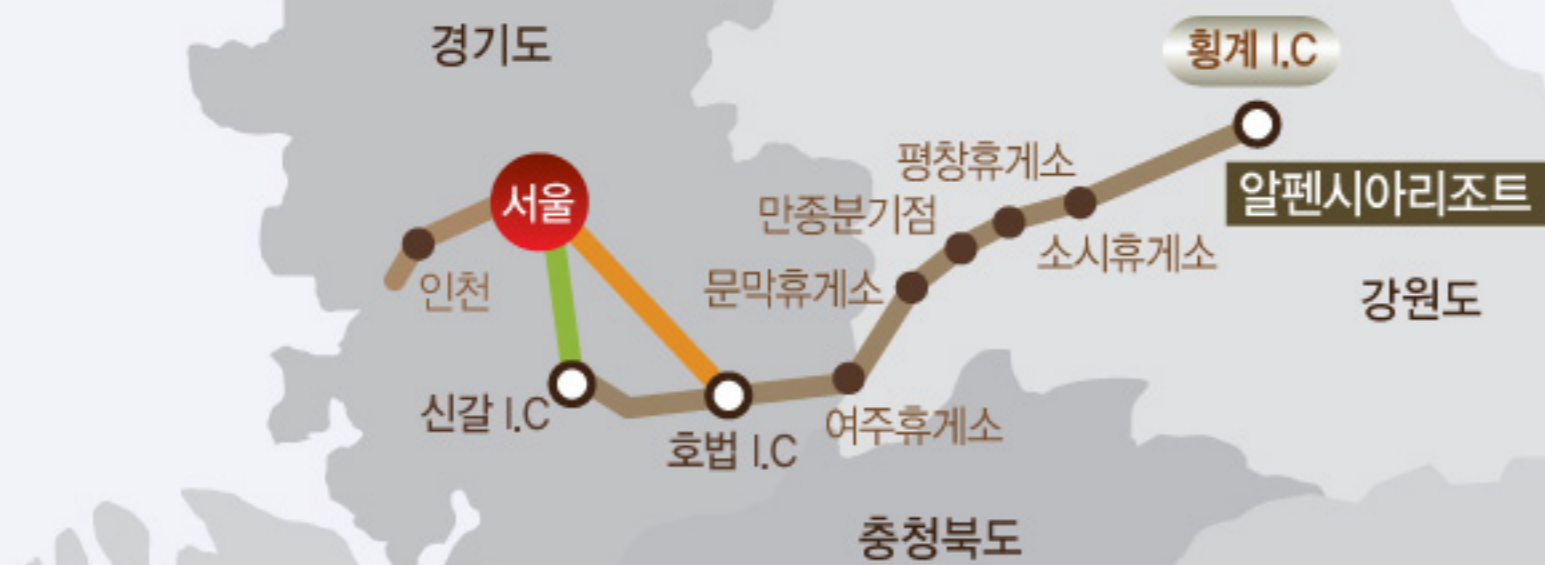 경기도
횡계 I.C
평창휴게소
서울
알펜시아리조트
만종분기점
소시휴게소
인천
문막휴게소
강원도
신갈 I.C
여주휴게소
호법 I.C
충청북도